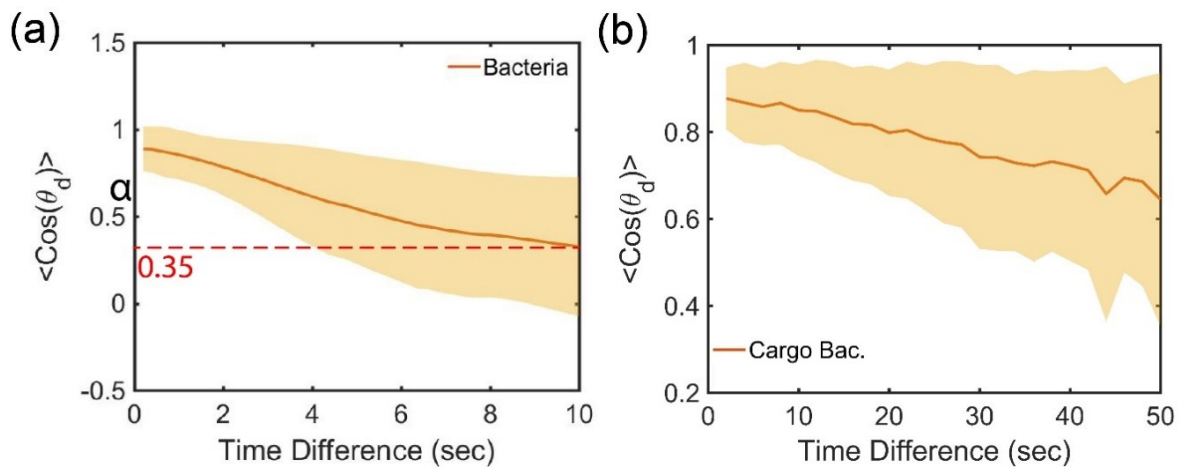 (a)
1.5
1
0.5
0
-0.5
α
<Cos(θ_d)>
Bacteria
0.35
0 2 4 6 8 10
Time Difference (sec)
(b)
1
0.8
0.6
0.4
0.2
<Cos(θ_d)>
Cargo Bac.
0 10 20 30 40 50
Time Difference (sec)